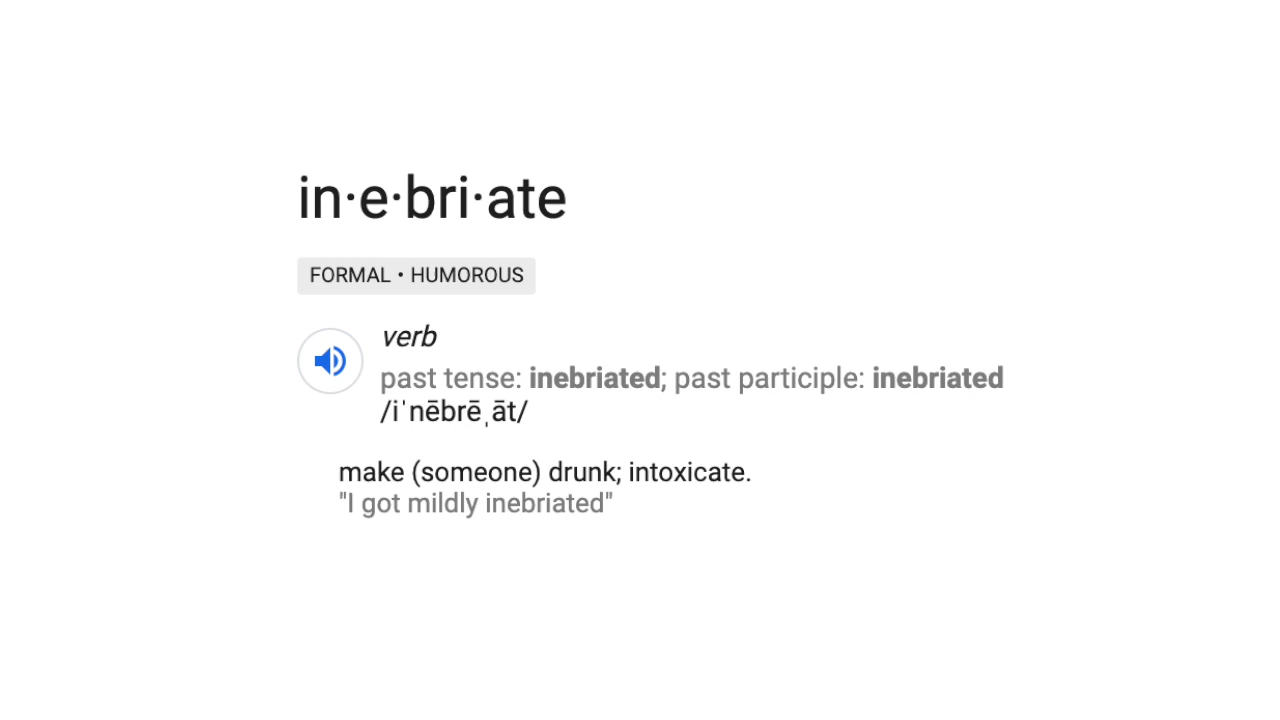 in·e·bri·ate
FORMAL • HUMOROUS
verb
past tense: inebriated; past participle: inebriated
/iˈnēbrēˌāt/
make (someone) drunk; intoxicate.
"I got mildly inebriated"